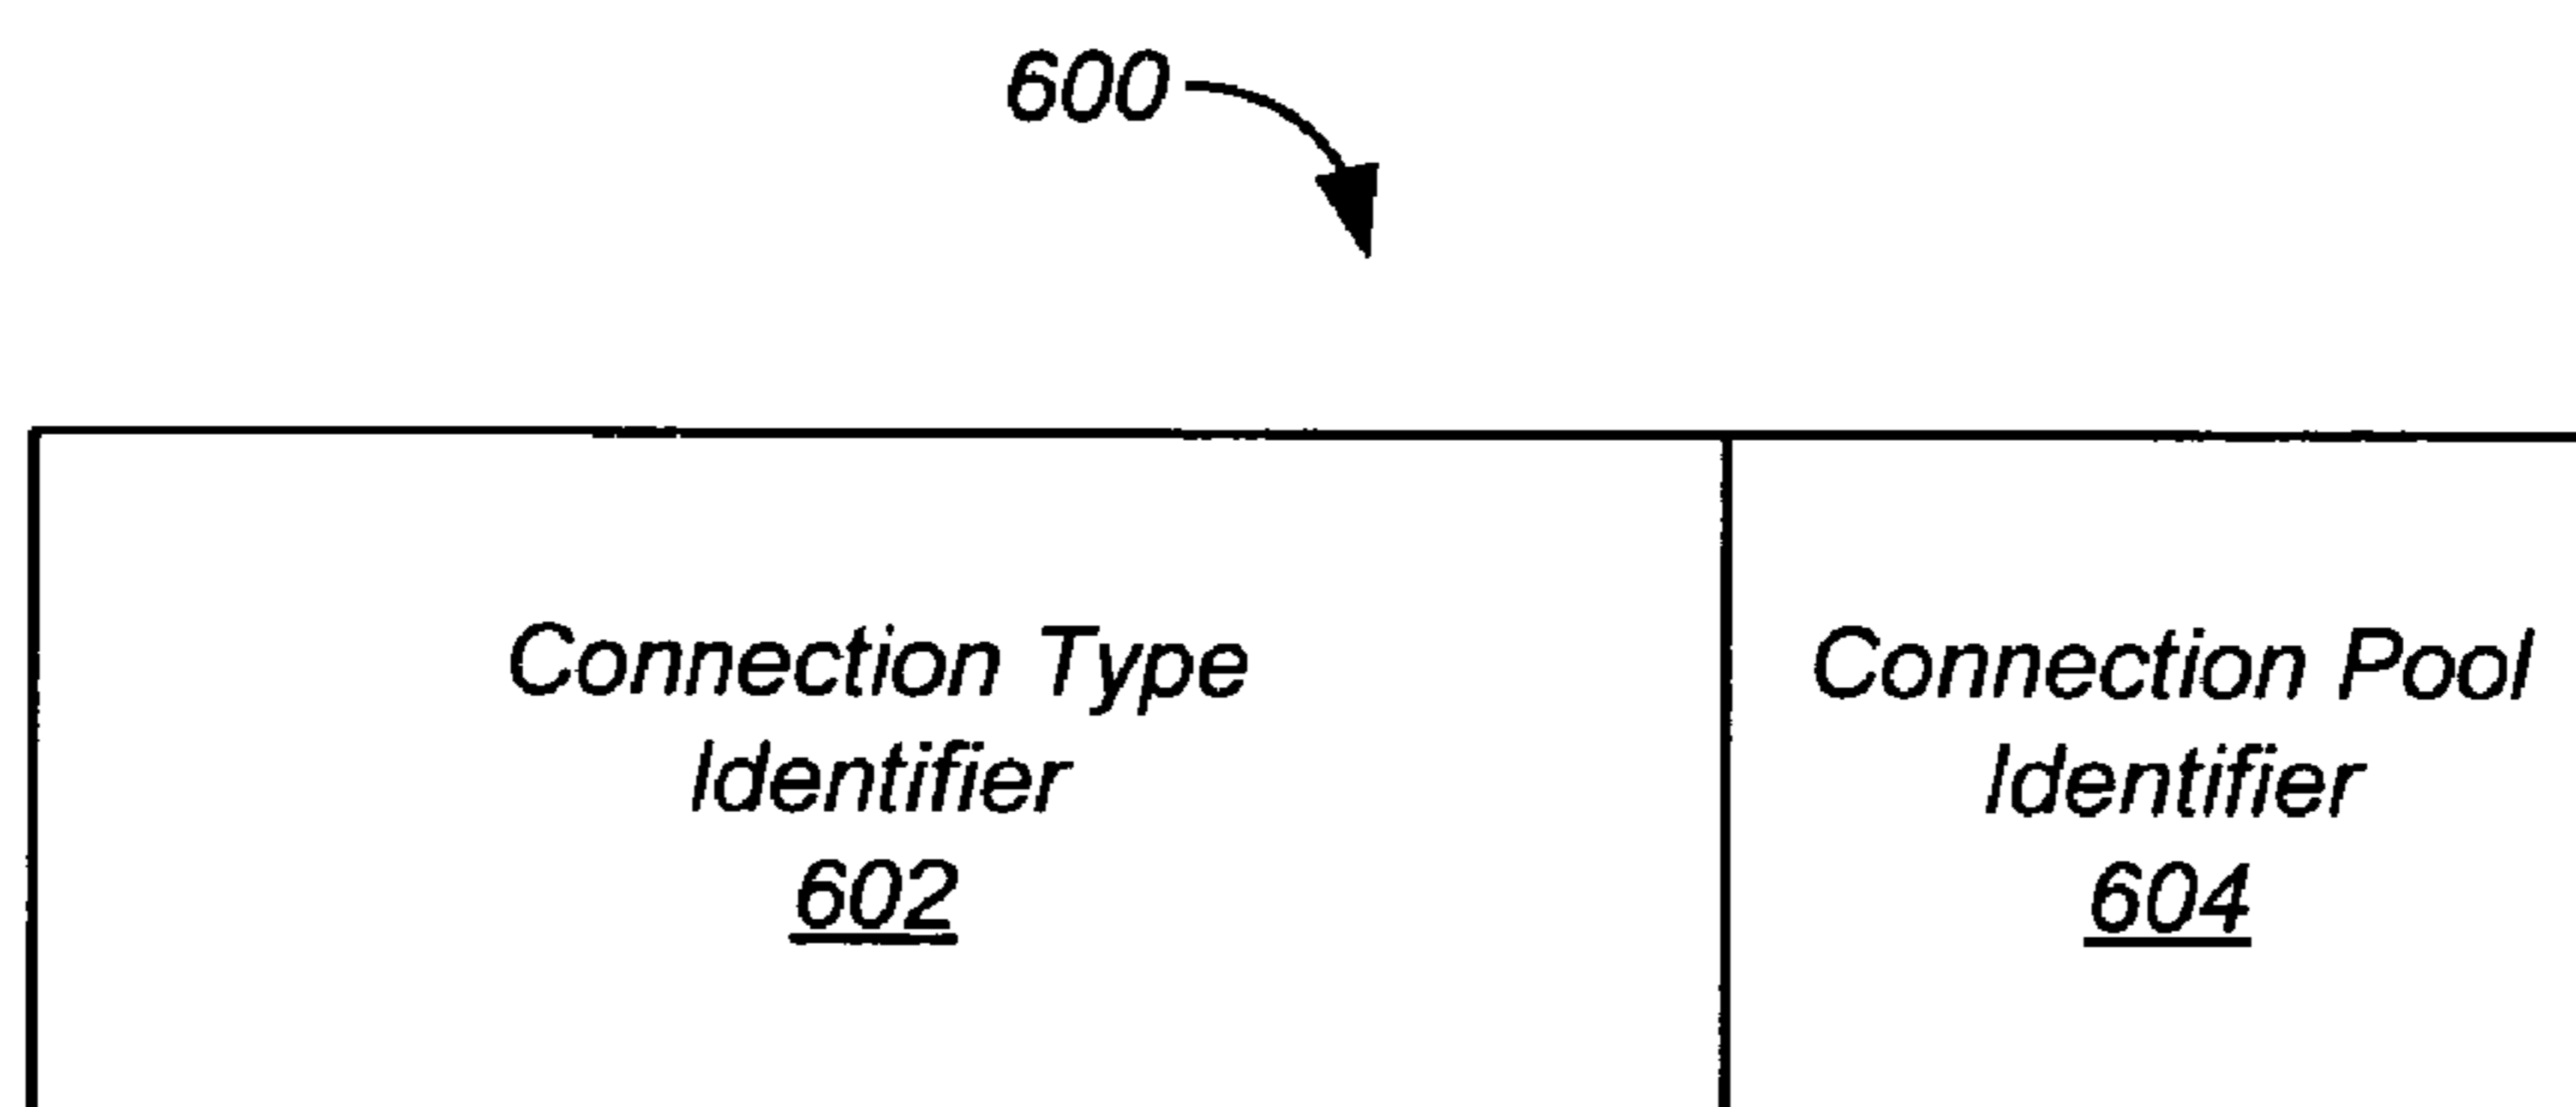 600
Connection Type
Identifier
602
Connection Pool
Identifier
604